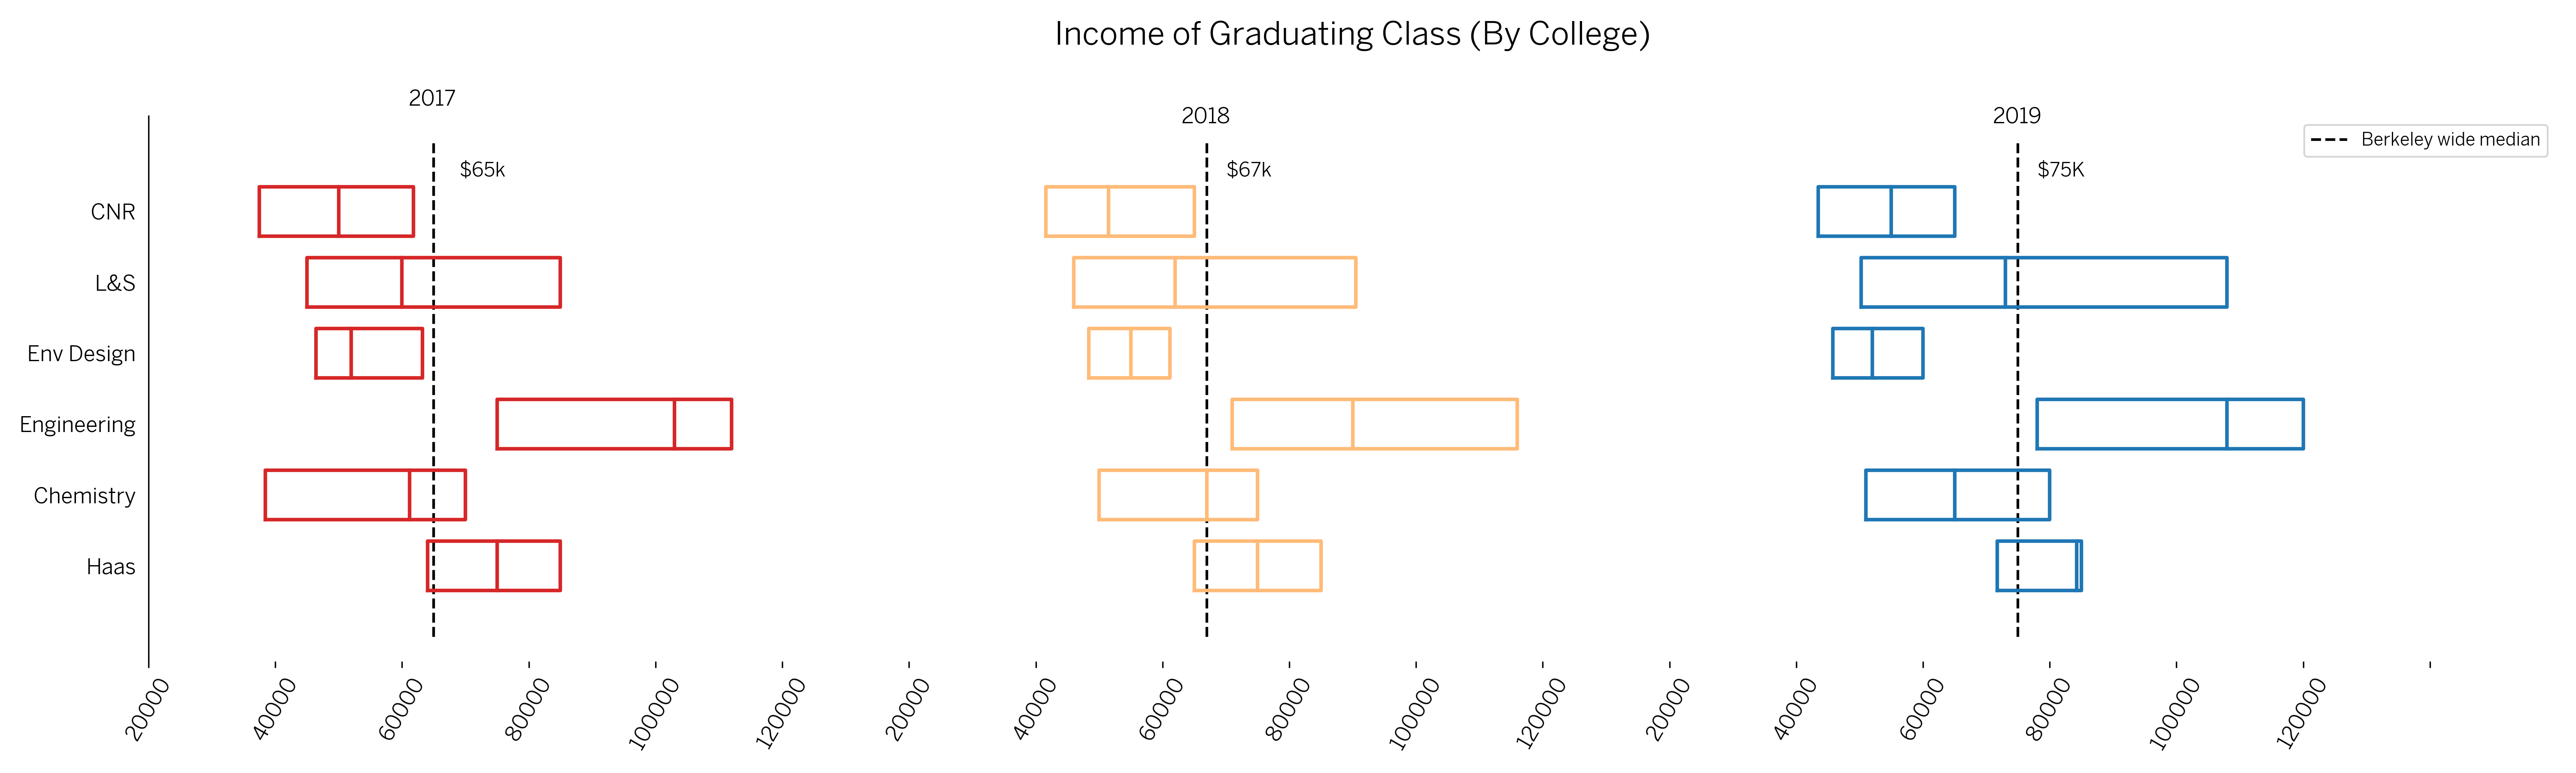 Income of Graduating Class (By College)
2017
2018
2019
Berkeley wide median
$65k
$67k
$75K
CNR
L&S
Env Design
Engineering
Chemistry
Haas
20000
40000
60000
80000
100000
120000
20000
40000
60000
80000
100000
120000
20000
40000
60000
80000
100000
120000